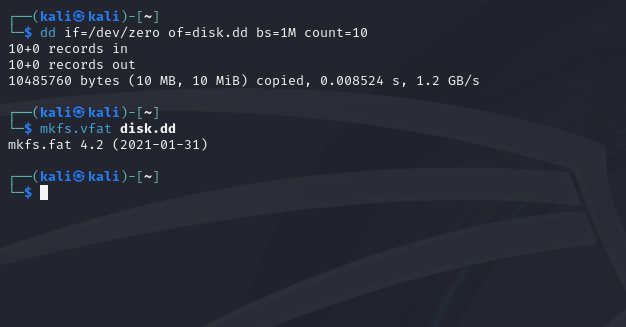 ┌──(kali㉿kali)-[~]
└─$ dd if=/dev/zero of=disk.dd bs=1M count=10
10+0 records in
10+0 records out
10485760 bytes (10 MB, 10 MiB) copied, 0.008524 s, 1.2 GB/s
┌──(kali㉿kali)-[~]
└─$ mkfs.vfat disk.dd
mkfs.fat 4.2 (2021-01-31)
┌──(kali㉿kali)-[~]
└─$